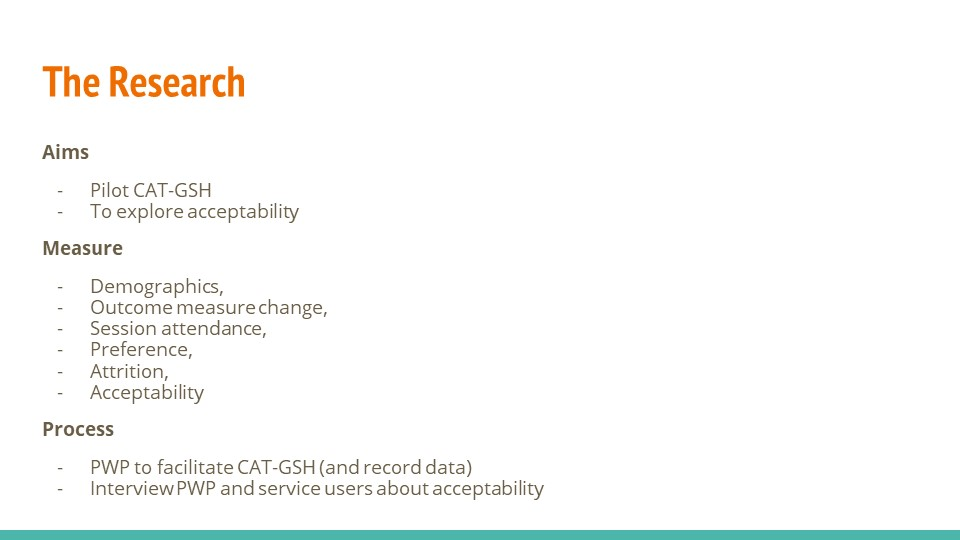 The Research
Aims
- Pilot CAT-GSH
- To explore acceptability
Measure
- Demographics,
- Outcome measure change,
- Session attendance,
- Preference,
- Attrition,
- Acceptability
Process
- PWP to facilitate CAT-GSH (and record data)
- Interview PWP and service users about acceptability